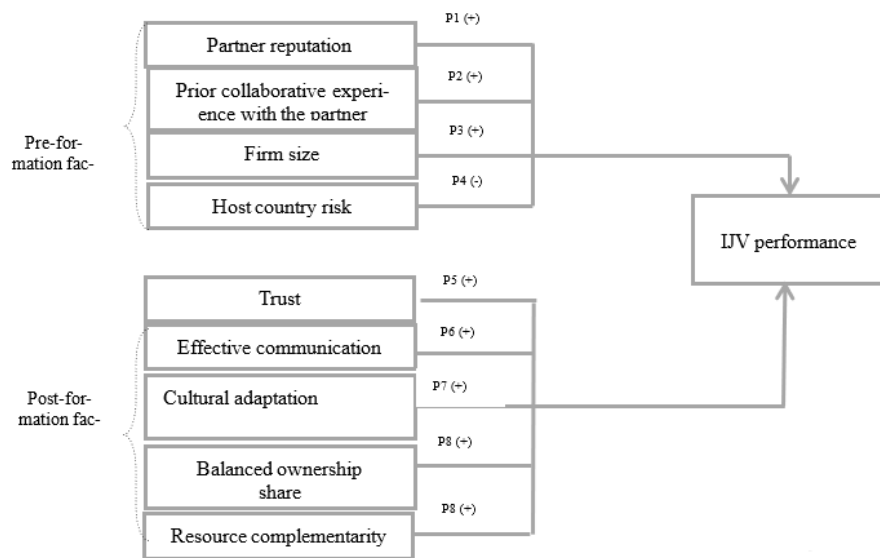 P1 (+)
Partner reputation
P2 (+)
Prior collaborative experi-
ence with the partner
Pre-for-
mation fac-
P3 (+)
Firm size
P4 (-)
Host country risk
IJV performance
P5 (+)
Trust
P6 (+)
Effective communication
Post-for-
mation fac-
P7 (+)
Cultural adaptation
P8 (+)
Balanced ownership
share
P8 (+)
Resource complementarity